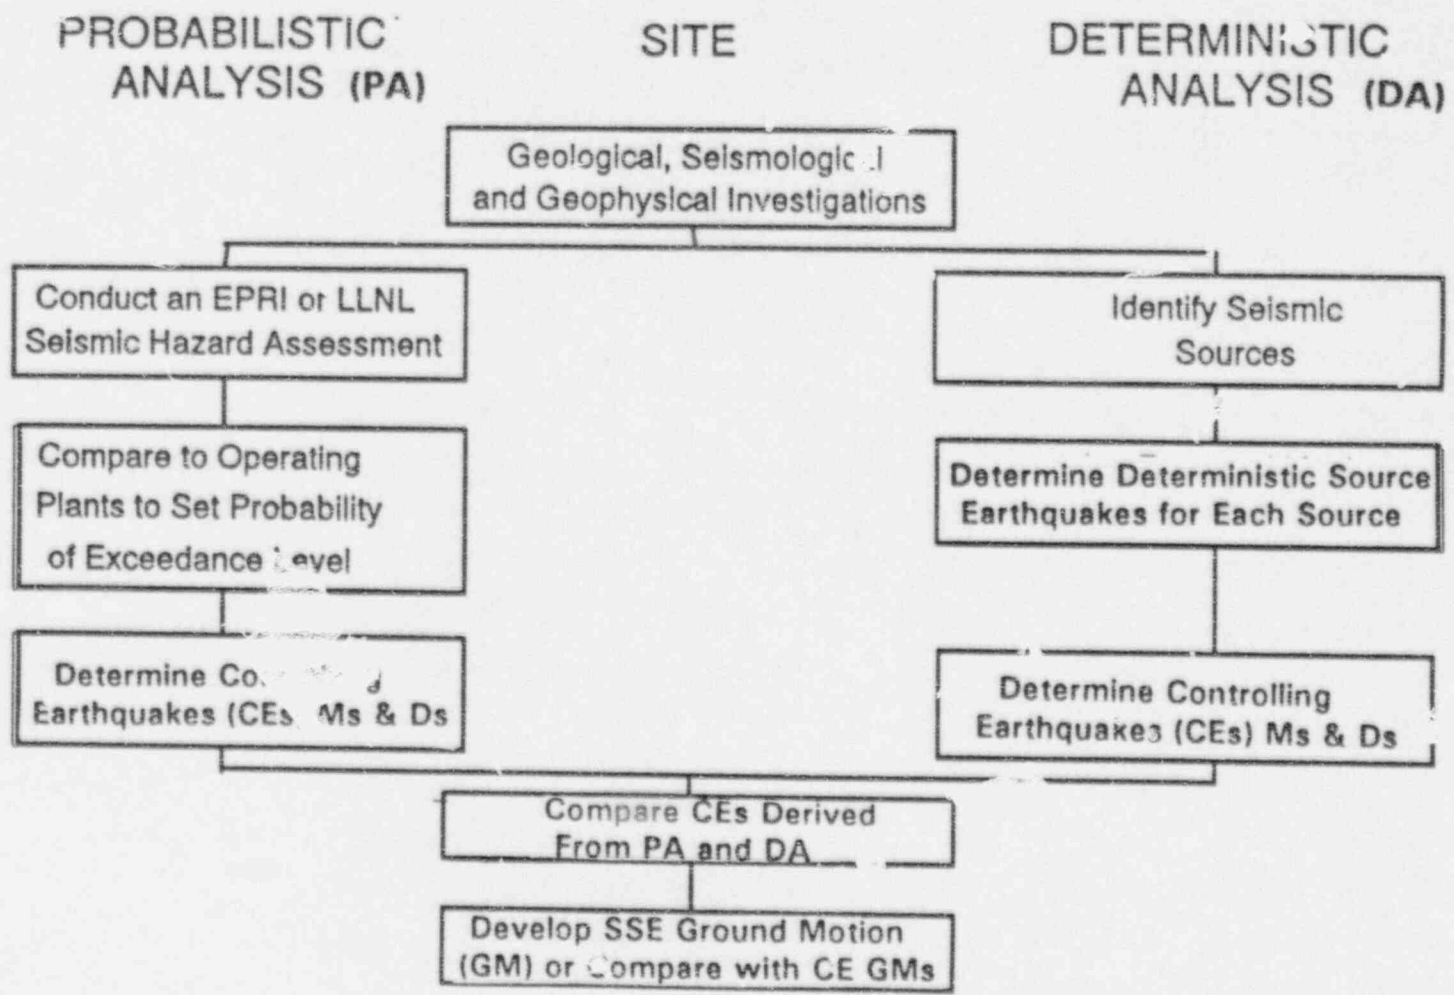 PROBABILISTIC
ANALYSIS (PA)
SITE
DETERMINISTIC
ANALYSIS (DA)
Geological, Seismological
and Geophysical Investigations
Conduct an EPRI or LLNL
Seismic Hazard Assessment
Identify Seismic
Sources
Compare to Operating
Plants to Set Probability
of Exceedance Level
Determine Deterministic Source
Earthquakes for Each Source
Determine
Earthquakes (CEs) Ms & Ds
Determine Controlling
Earthquakes (CEs) Ms & Ds
Compare CEs Derived
From PA and DA
Develop SSE Ground Motion
(GM) or Compare with CE GMs